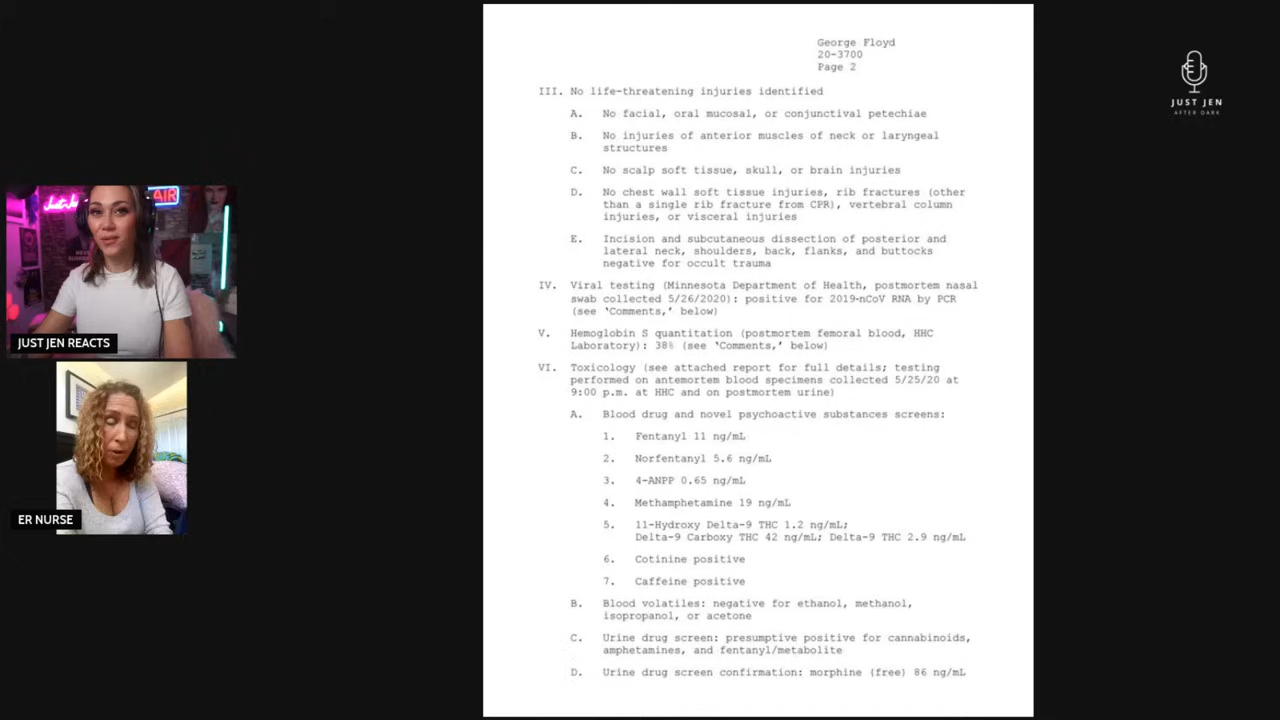 George Floyd
20-3700
Page 2
III. No life-threatening injuries identified
A. No facial, oral mucosal, or conjunctival petechiae
B. No injuries of anterior muscles of neck or laryngeal
structures
C. No scalp soft tissue, skull, or brain injuries
D. No chest wall soft tissue injuries, rib fractures (other
than a single rib fracture from CPR), vertebral column
injuries, or visceral injuries
E. Incision and subcutaneous dissection of posterior and
lateral neck, shoulders, back, flanks, and buttocks
negative for occult trauma
IV. Viral testing (Minnesota Department of Health, postmortem nasal
swab collected 5/26/2020): positive for 2019-nCoV RNA by PCR
(see ‘Comments,’ below)
V. Hemoglobin S quantitation (postmortem femoral blood, HHC
Laboratory): 38% (see ‘Comments,’ below)
VI. Toxicology (see attached report for full details; testing
performed on antemortem blood specimens collected 5/25/20 at
9:00 p.m. at HHC and on postmortem urine)
A. Blood drug and novel psychoactive substances screens:
1. Fentanyl 11 ng/mL
2. Norfentanyl 5.6 ng/mL
3. 4-ANPP 0.65 ng/mL
4. Methamphetamine 19 ng/mL
5. 11-Hydroxy Delta-9 THC 1.2 ng/mL;
Delta-9 Carboxy THC 42 ng/mL; Delta-9 THC 2.9 ng/mL
6. Cotinine positive
7. Caffeine positive
B. Blood volatiles: negative for ethanol, methanol,
isopropanol, or acetone
C. Urine drug screen: presumptive positive for cannabinoids,
amphetamines, and fentanyl/metabolite
D. Urine drug screen confirmation: morphine (free) 86 ng/mL
JUST JEN
AFTER DARK
AIR
JUST JEN REACTS
ER NURSE